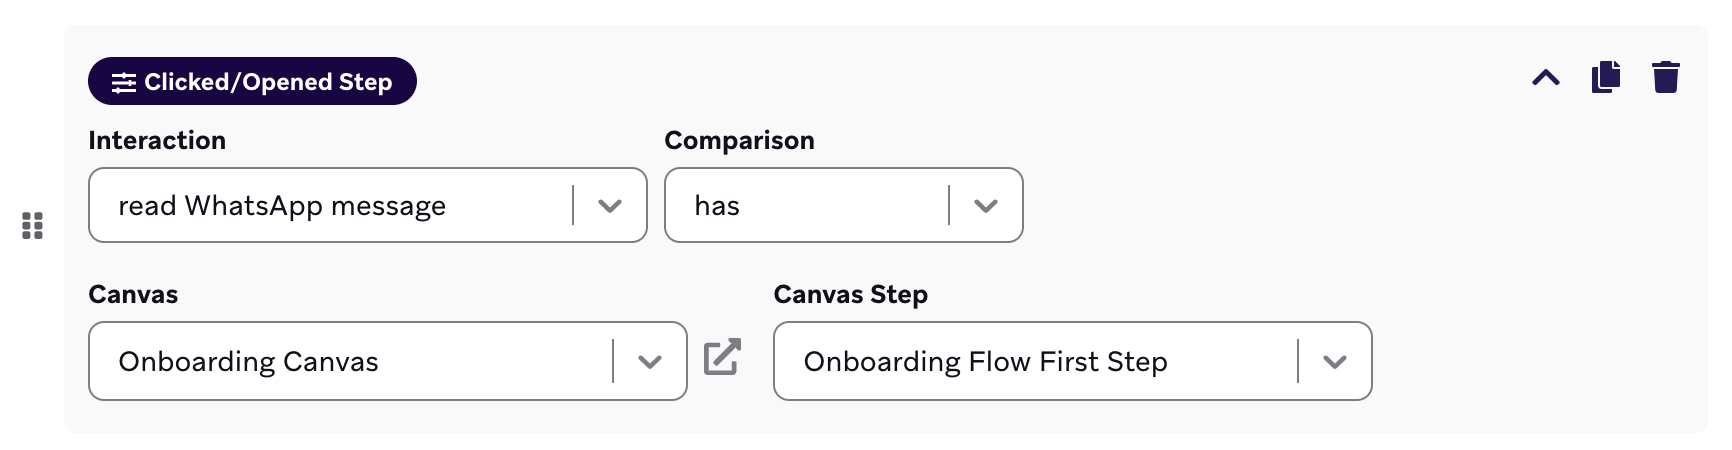 Clicked/Opened Step
Interaction
Comparison
read WhatsApp message
has
Canvas
Canvas Step
Onboarding Canvas
Onboarding Flow First Step